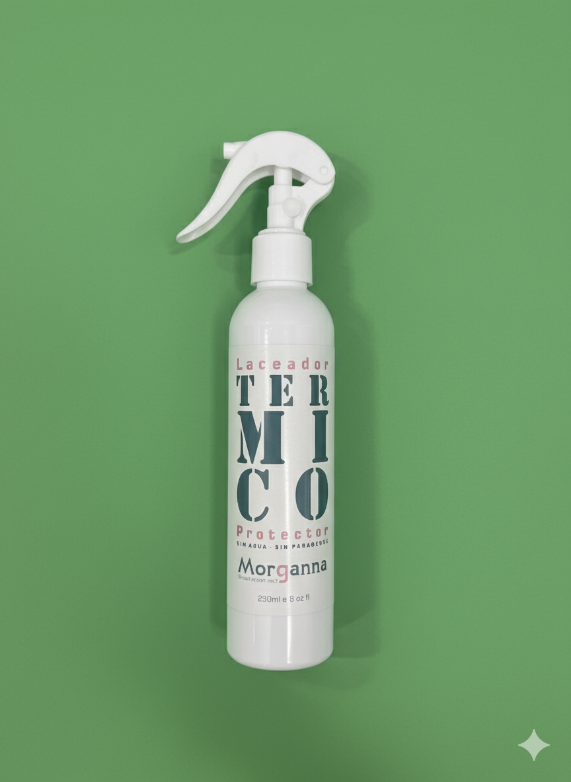 Laceador
TER
MI
CO
Protector
SIN AGUA · SIN PARABENOS
Morganna
230ml e 8 oz fl